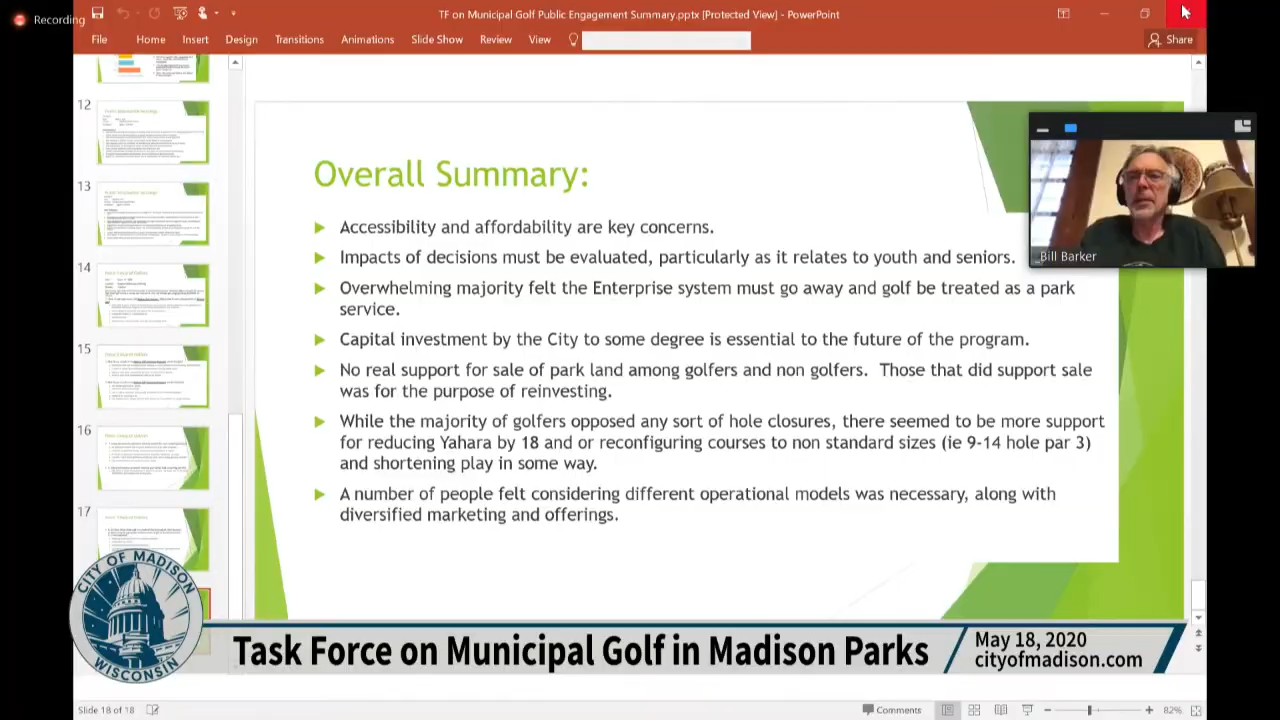 Recording
TF on Municipal Golf Public Engagement Summary.pptx [Protected View] - PowerPoint
File Home Insert Design Transitions Animations Slide Show Review View
Share
12
13
14
15
16
17
Overall Summary:
Accessibility and affordability are key concerns.
Impacts of decisions must be evaluated, particularly as it relates to youth and seniors.
Overwhelming majority felt the Enterprise system must go away and golf be treated as a park
service.
Capital investment by the City to some degree is essential to the future of the program.
No real support for sale of park land among golfers and non golfers. Those that did support sale
was for the purpose of reinvesting.
While the majority of golfers opposed any sort of hole closures, there seemed to be more support
for reducing Yahara by 18 and reconfiguring courses to non-standard sizes (ie 9-13 hole par 3)
and shortening play in some way.
A number of people felt considering different operational models was necessary, along with
diversified marketing and offerings.
Bill Barker
CITY OF MADISON
WISCONSIN
Task Force on Municipal Golf in Madison Parks
May 18, 2020
cityofmadison.com
Slide 18 of 18
Comments
82%